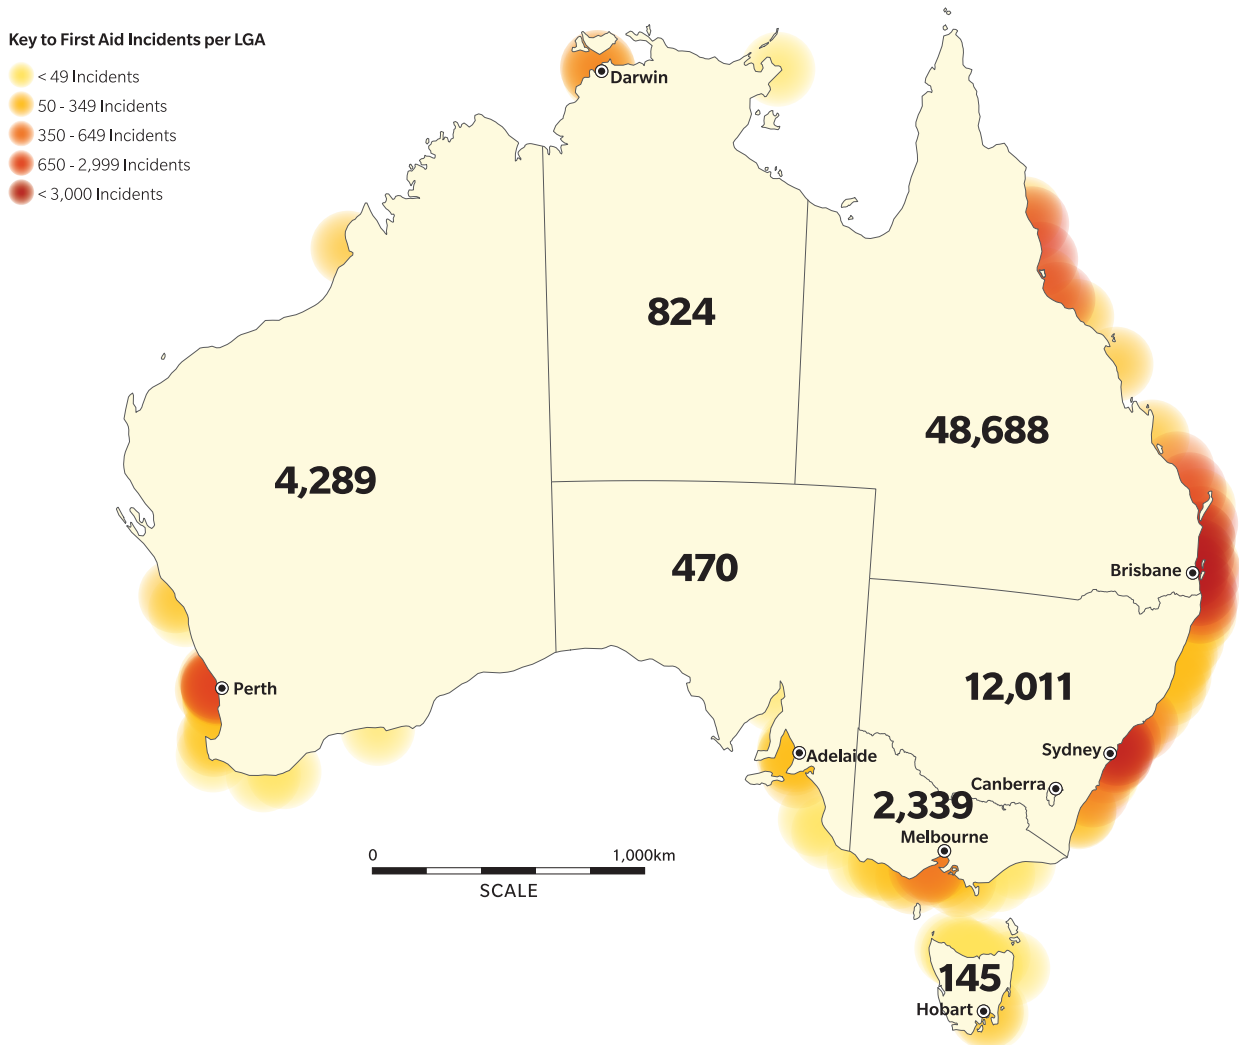 Key to First Aid Incidents per LGA
< 49 Incidents
50 - 349 Incidents
350 - 649 Incidents
650 - 2,999 Incidents
< 3,000 Incidents
Darwin
824
48,688
4,289
470
Brisbane
12,011
Perth
Sydney
Adelaide
Canberra
2,339
Melbourne
0 1,000km
SCALE
145
Hobart